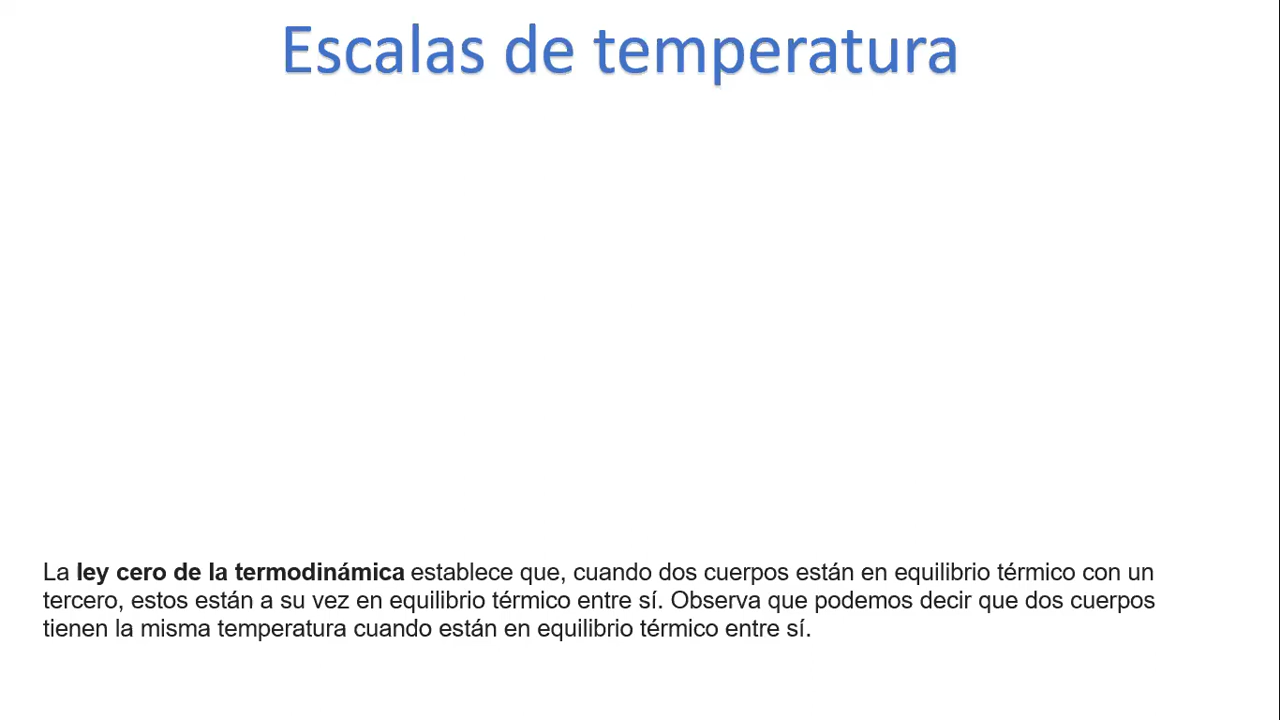 Escalas de temperatura
La ley cero de la termodinámica establece que, cuando dos cuerpos están en equilibrio térmico con un
tercero, estos están a su vez en equilibrio térmico entre sí. Observa que podemos decir que dos cuerpos
tienen la misma temperatura cuando están en equilibrio térmico entre sí.